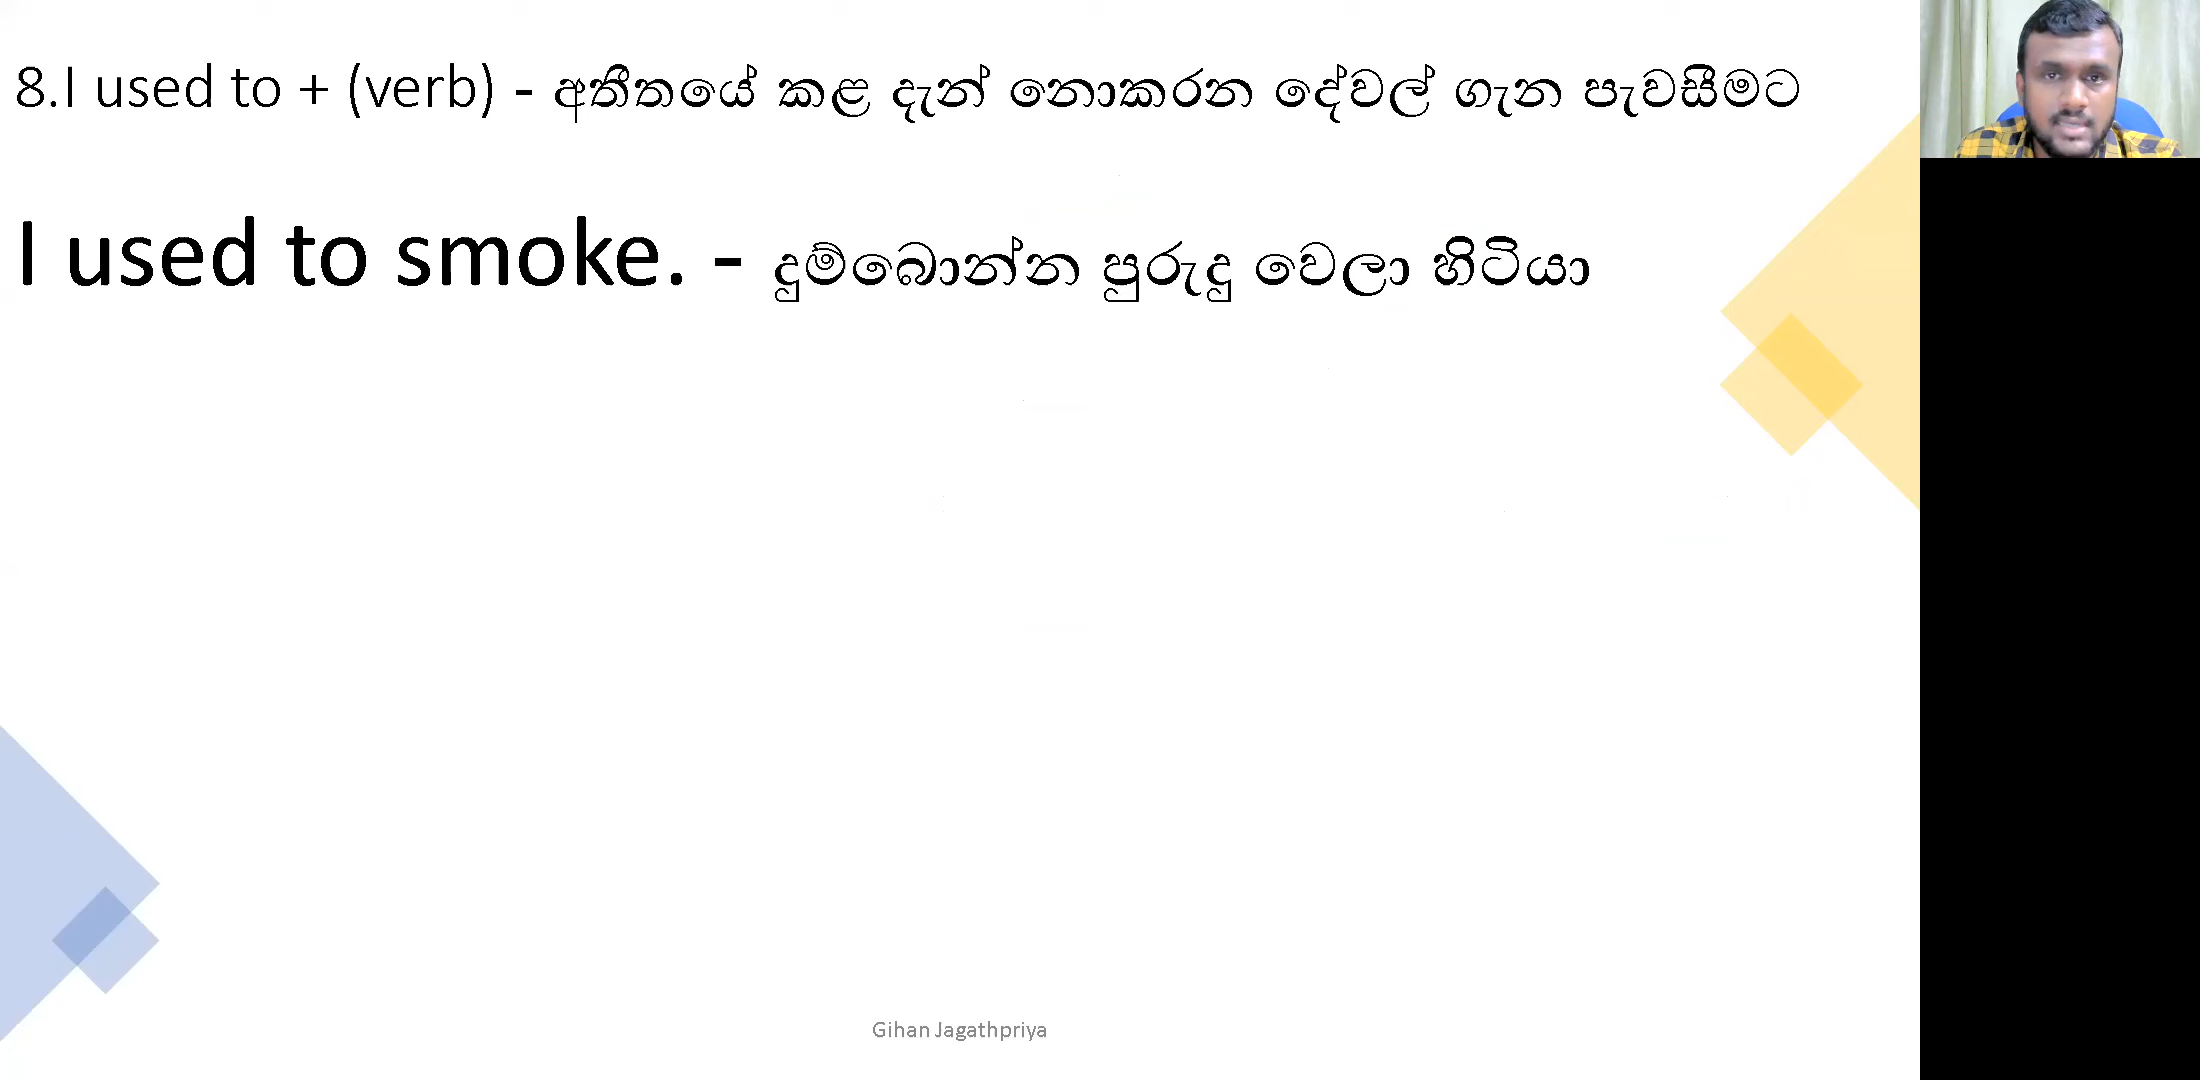 8.I used to + (verb) - අතීතයේ කළ දැන් නොකරන දේවල් ගැන පැවසීමට
I used to smoke. - දුම්බොන්න පුරුදු වෙලා හිටියා
Gihan Jagathpriya